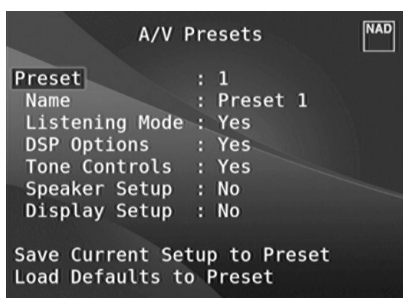 A/V Presets
NAD
Preset : 1
Name : Preset 1
Listening Mode : Yes
DSP Options : Yes
Tone Controls : Yes
Speaker Setup : No
Display Setup : No
Save Current Setup to Preset
Load Defaults to Preset